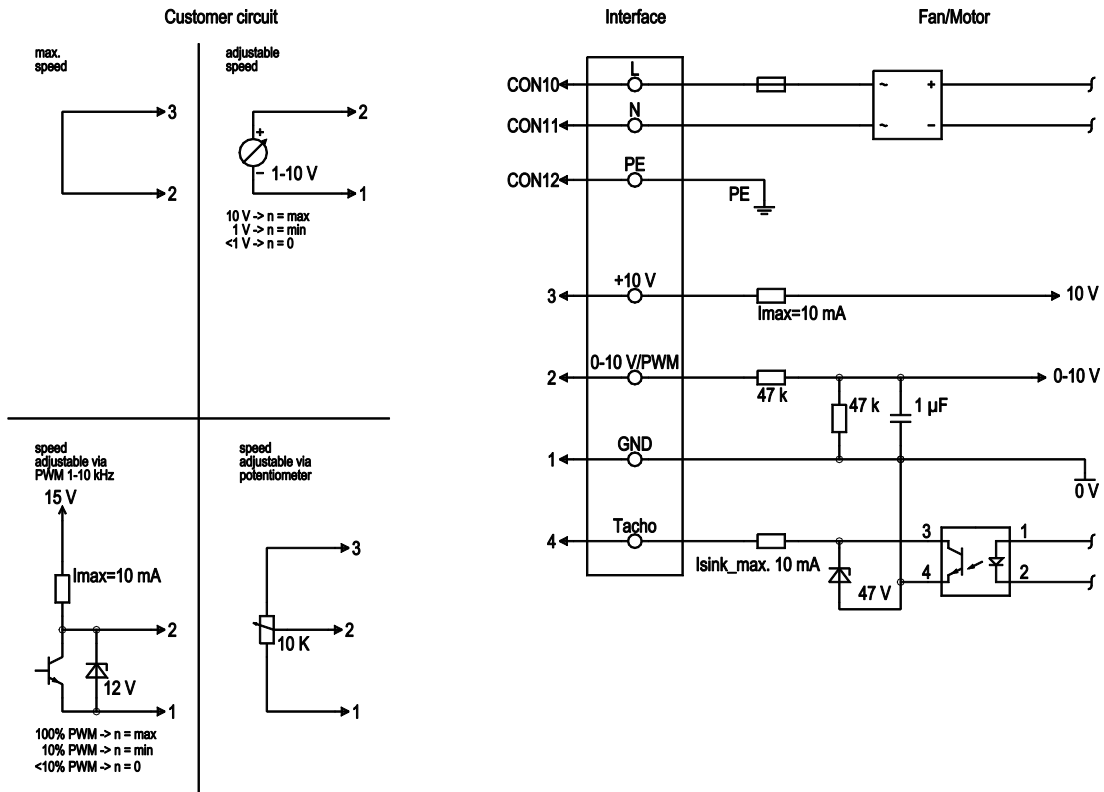 Customer circuit
Interface
Fan/Motor
max.
speed
3
2
adjustable
speed
2
+
–
1-10 V
1
10 V -> n = max
1 V -> n = min
<1 V -> n = 0
speed
adjustable via
PWM 1-10 kHz
15 V
Imax=10 mA
2
12 V
1
100% PWM -> n = max
10% PWM -> n = min
<10% PWM -> n = 0
speed
adjustable via
potentiometer
3
2
10 K
1
CON10
L
~
+
CON11
N
~
–
CON12
PE
PE
3
+10 V
Imax=10 mA
10 V
2
0-10 V/PWM
47 k
0-10 V
47 k
1 µF
1
GND
0 V
4
Tacho
Isink_max. 10 mA
47 V
3
4
1
2